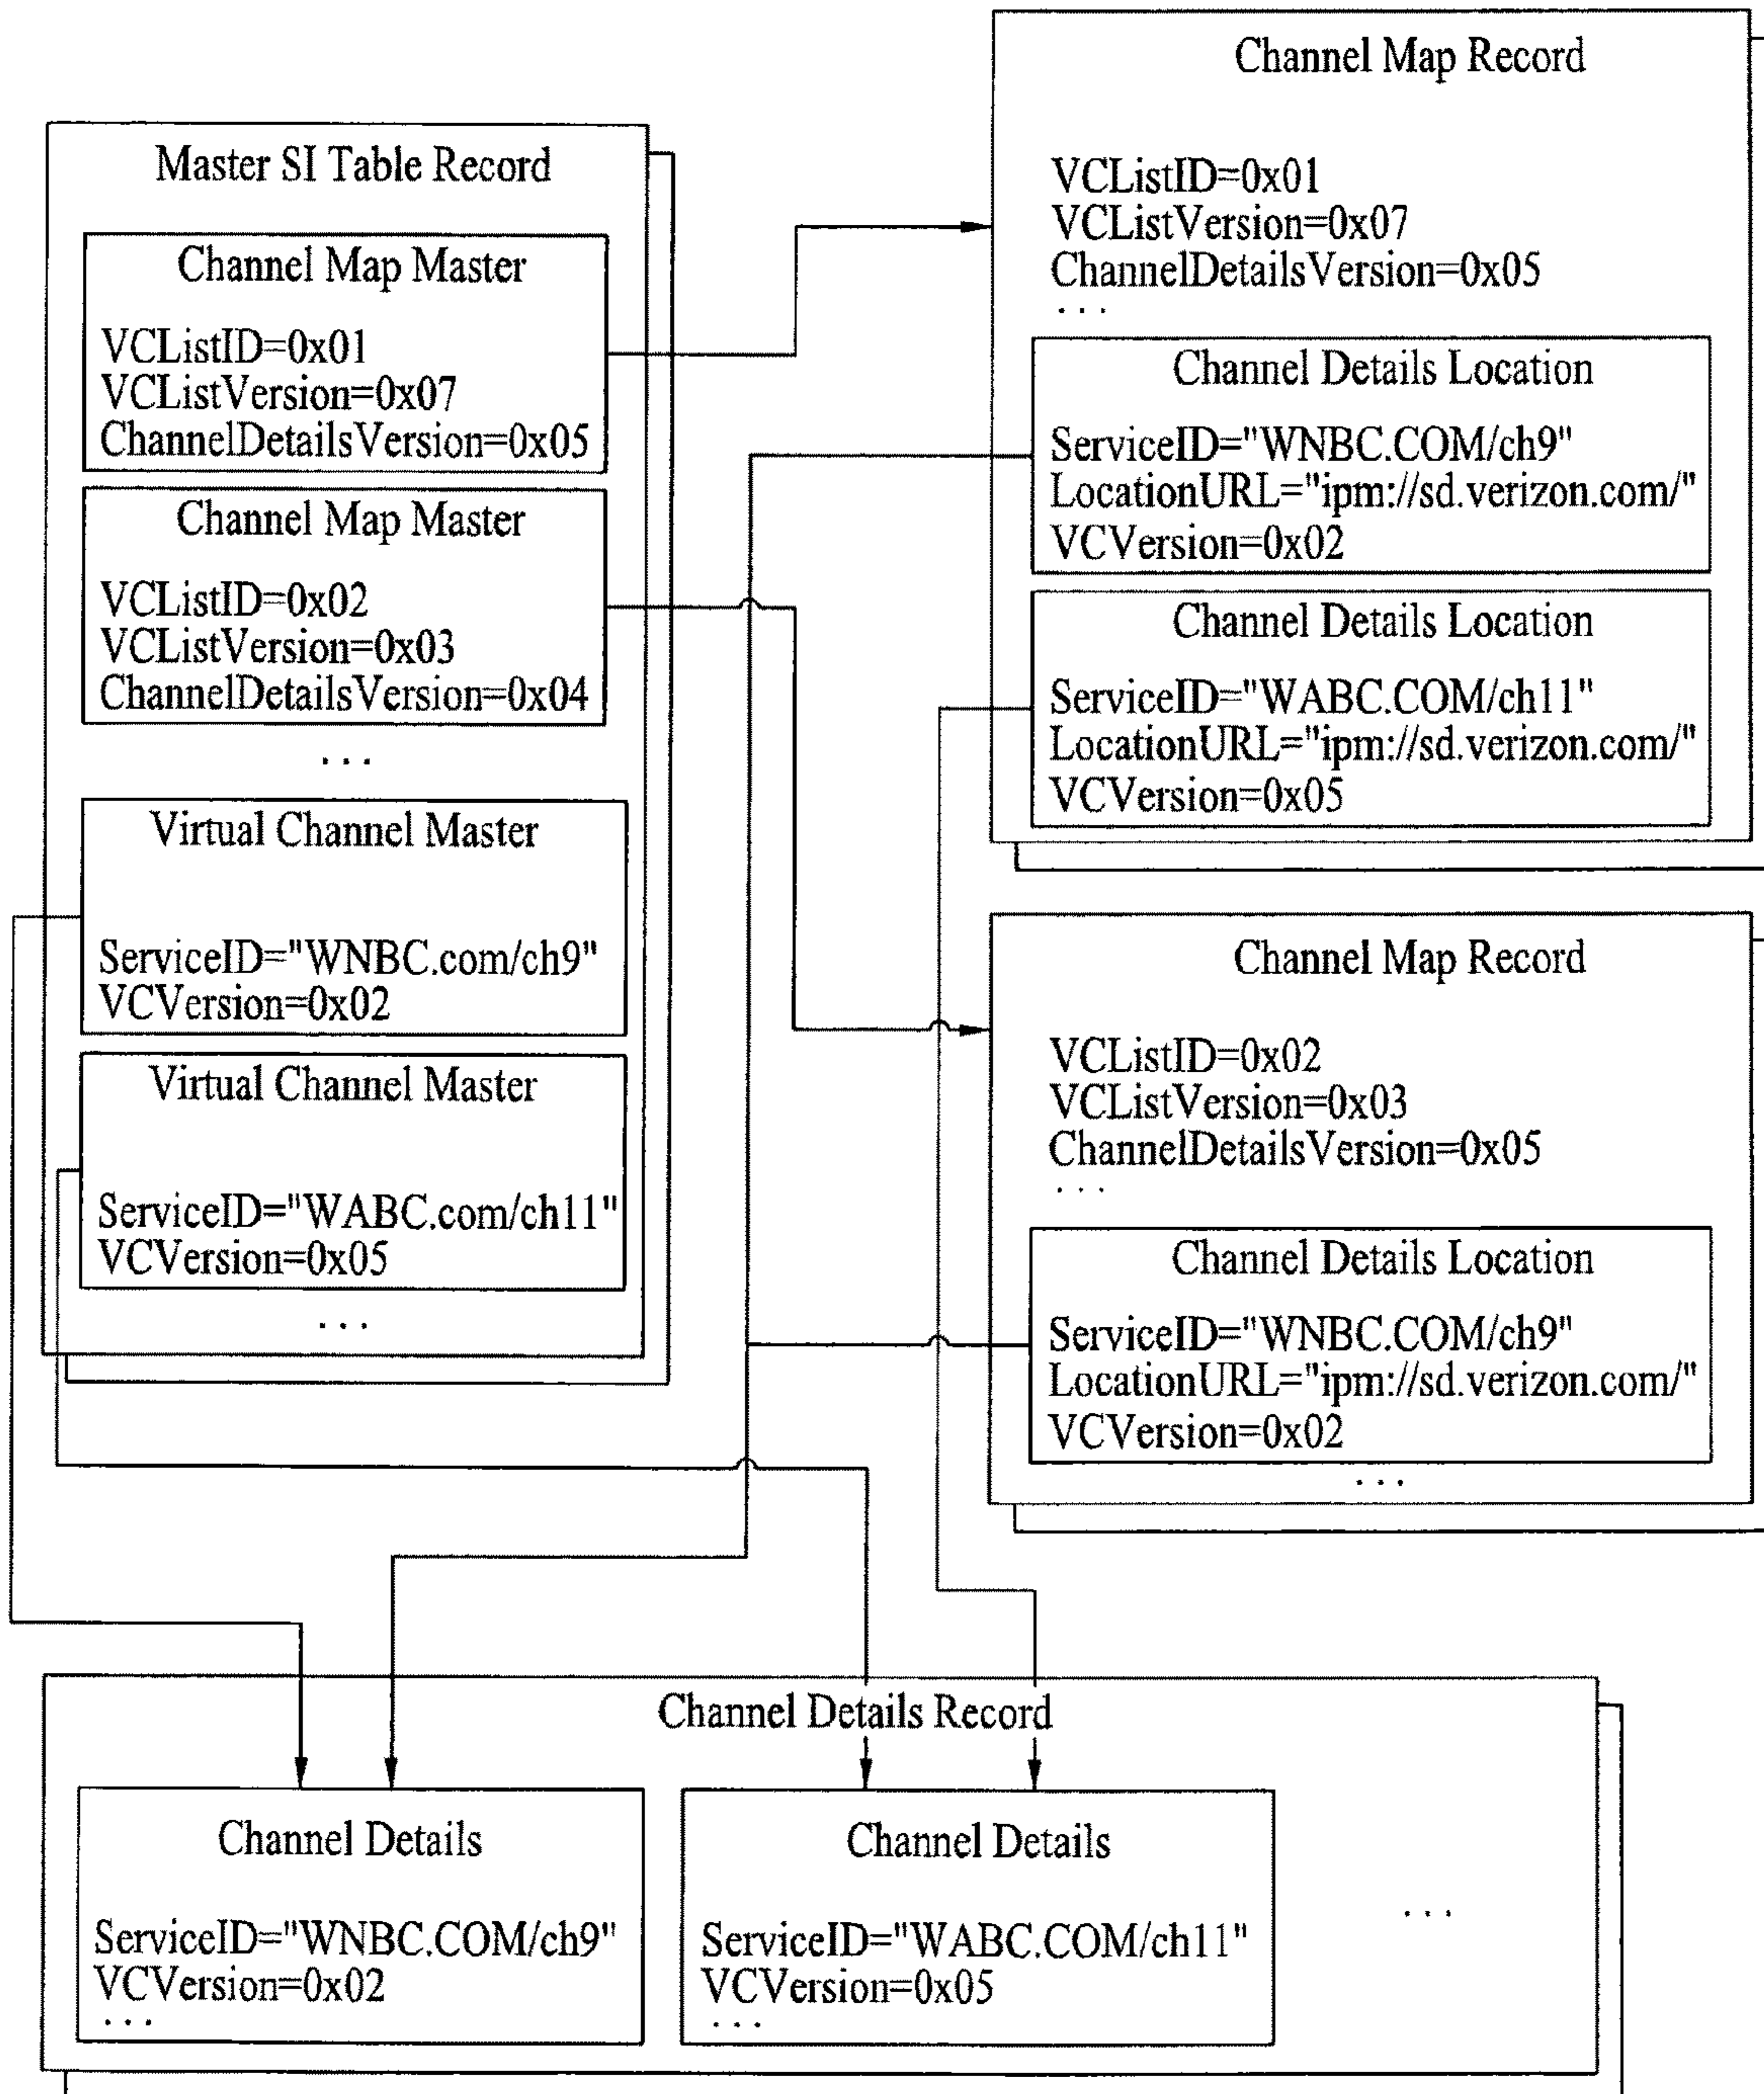 Master SI Table Record
Channel Map Master
VCListID=0x01
VCListVersion=0x07
ChannelDetailsVersion=0x05
Channel Map Master
VCListID=0x02
VCListVersion=0x03
ChannelDetailsVersion=0x04
...
Virtual Channel Master
ServiceID="WNBC.com/ch9"
VCVersion=0x02
Virtual Channel Master
ServiceID="WABC.com/ch11"
VCVersion=0x05
...
Channel Map Record
VCListID=0x01
VCListVersion=0x07
ChannelDetailsVersion=0x05
...
Channel Details Location
ServiceID="WNBC.COM/ch9"
LocationURL="ipm://sd.verizon.com/"
VCVersion=0x02
Channel Details Location
ServiceID="WABC.COM/ch11"
LocationURL="ipm://sd.verizon.com/"
VCVersion=0x05
Channel Map Record
VCListID=0x02
VCListVersion=0x03
ChannelDetailsVersion=0x05
...
Channel Details Location
ServiceID="WNBC.COM/ch9"
LocationURL="ipm://sd.verizon.com/"
VCVersion=0x02
...
Channel Details Record
Channel Details
ServiceID="WNBC.COM/ch9"
VCVersion=0x02
...
Channel Details
ServiceID="WABC.COM/ch11"
VCVersion=0x05
...
...